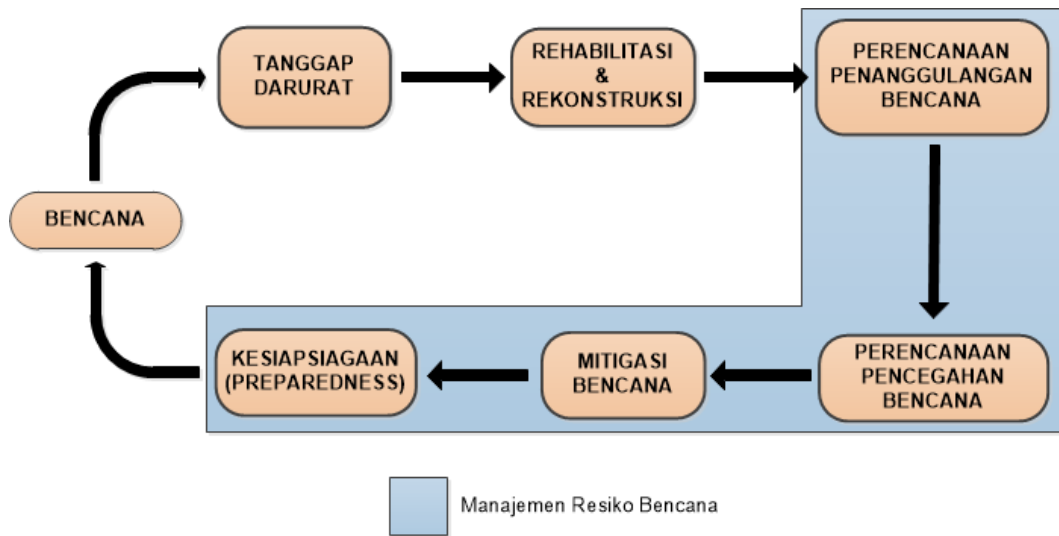 TANGGAP
DARURAT
REHABILITASI
&
REKONSTRUKSI
PERENCANAAN
PENANGGULANGAN
BENCANA
BENCANA
KESIAPSIAGAAN
(PREPAREDNESS)
MITIGASI
BENCANA
PERENCANAAN
PENCEGAHAN
BENCANA
Manajemen Resiko Bencana